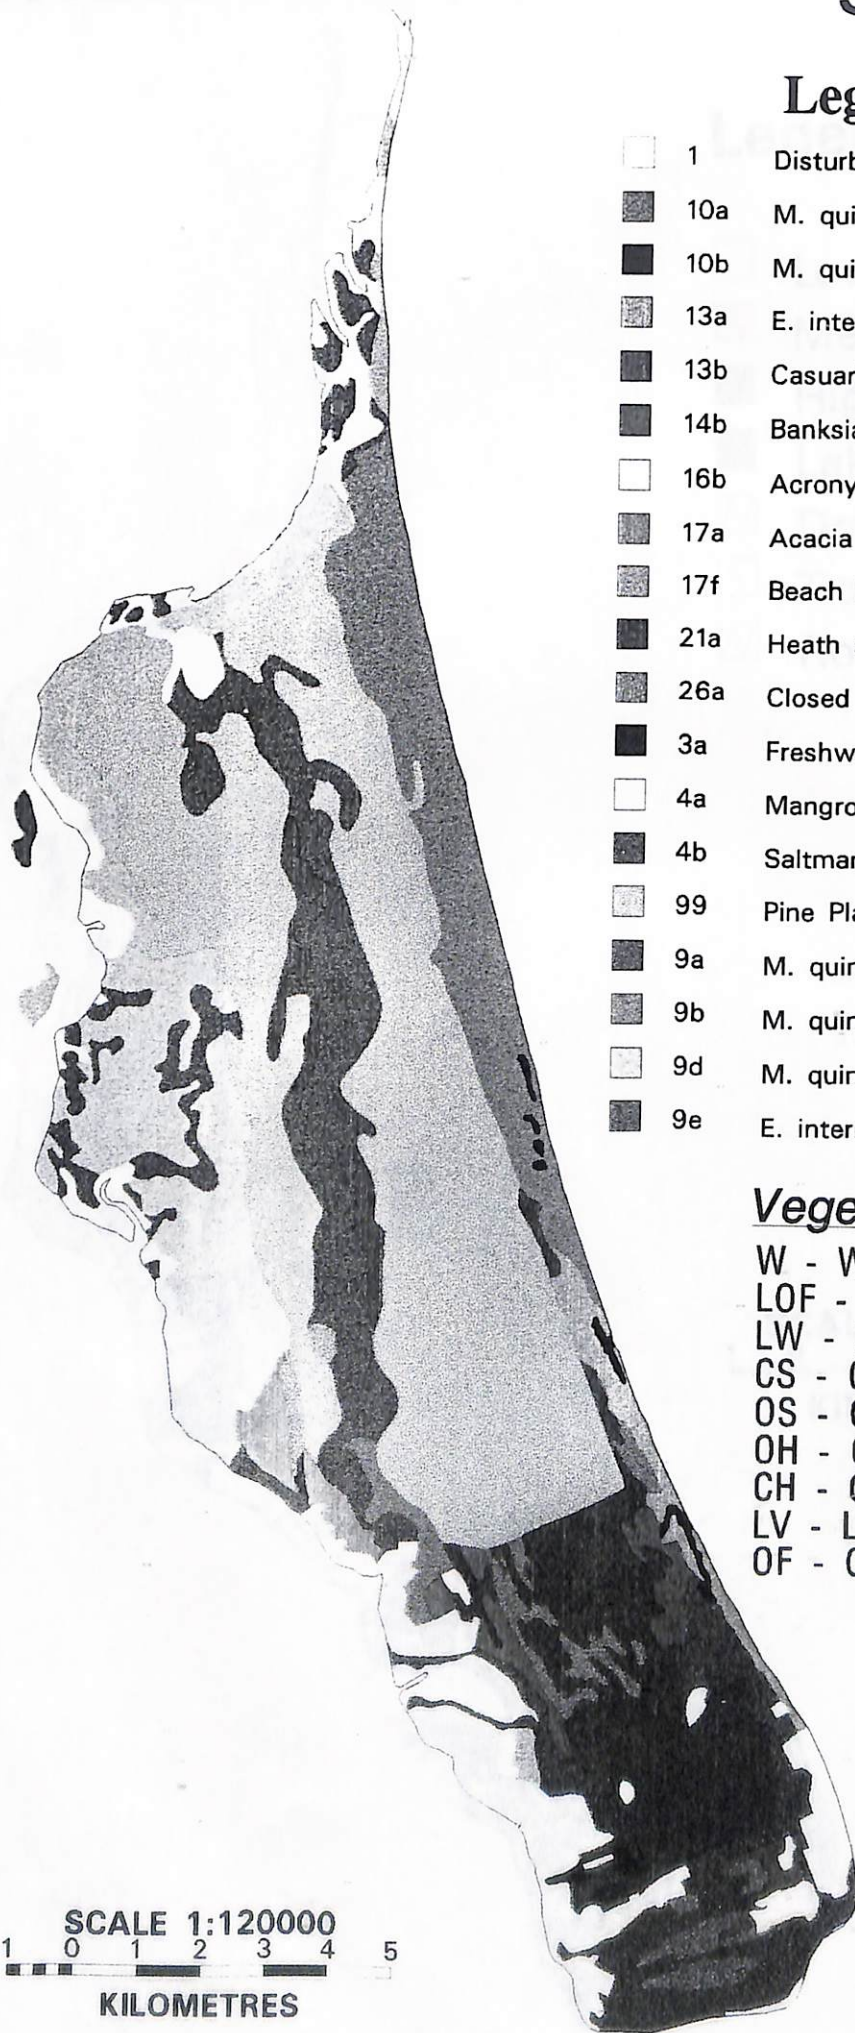 Leg
1 Disturb
10a M. qui
10b M. qui
13a E. inte
13b Casuar
14b Banksia
16b Acrony
17a Acacia
17f Beach
21a Heath
26a Closed
3a Freshw
4a Mangro
4b Saltmar
99 Pine Pla
9a M. quin
9b M. quin
9d M. quin
9e E. inter
Vege
W - W
LOF -
LW -
CS -
OS -
OH -
CH -
LV - L
OF -
SCALE 1:120000
1 0 1 2 3 4 5
KILOMETRES